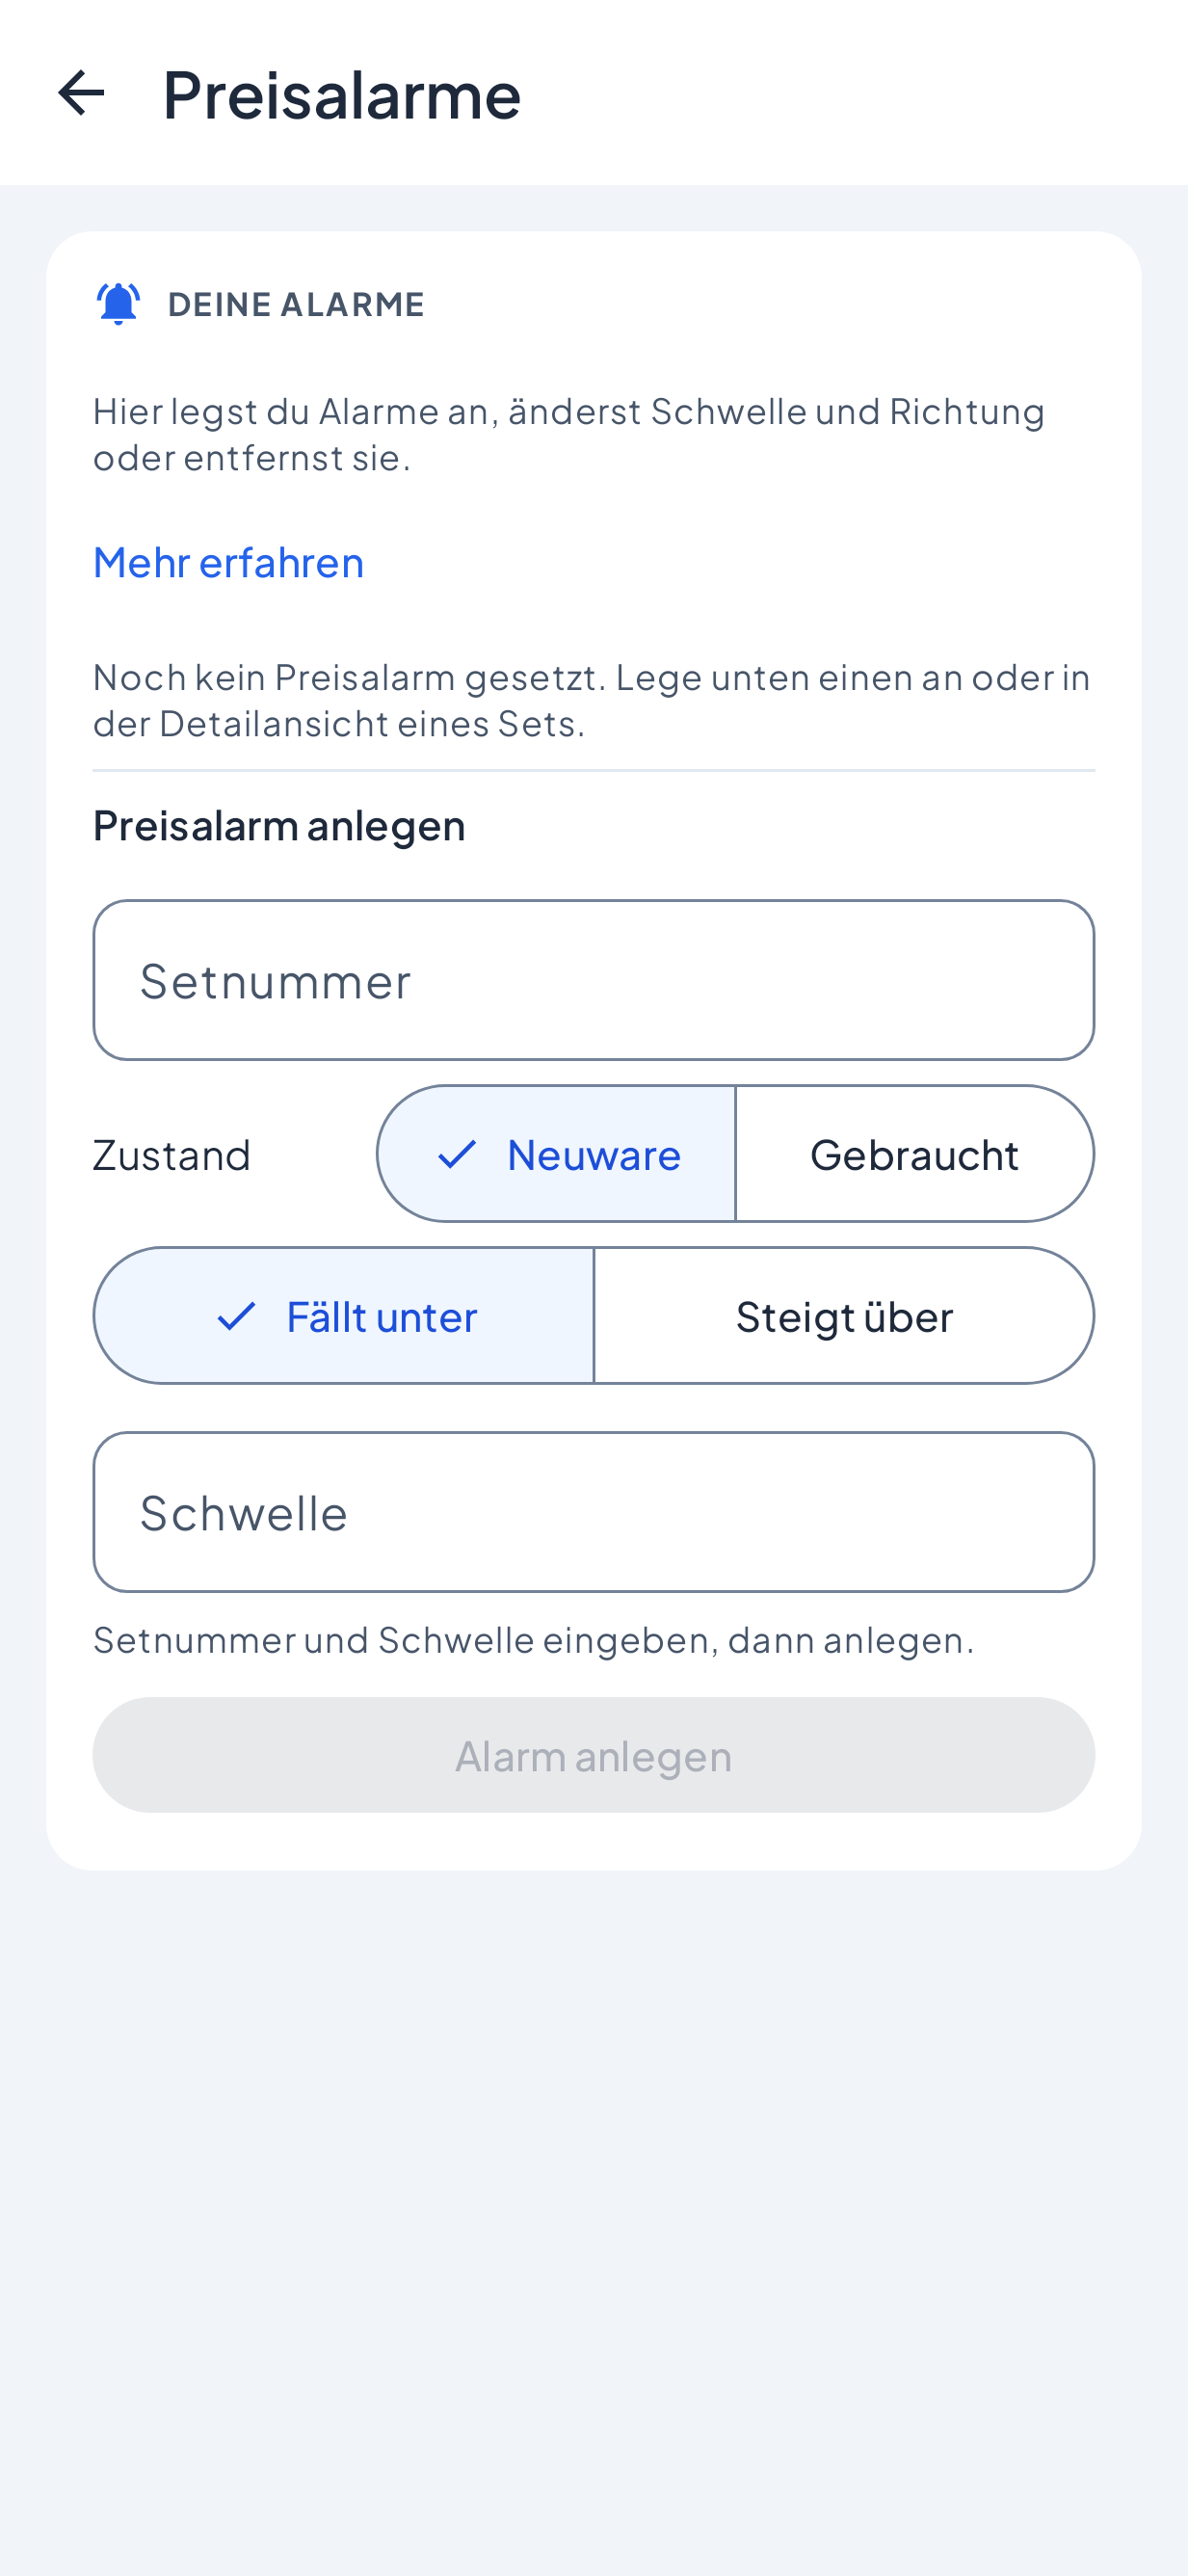 Preisalarme
DEINE ALARME
Hier legst du Alarme an, änderst Schwelle und Richtung
oder entfernst sie.
Mehr erfahren
Noch kein Preisalarm gesetzt. Lege unten einen an oder in
der Detailansicht eines Sets.
Preisalarm anlegen
Setnummer
Zustand
Neuware
Gebraucht
Fällt unter
Steigt über
Schwelle
Setnummer und Schwelle eingeben, dann anlegen.
Alarm anlegen